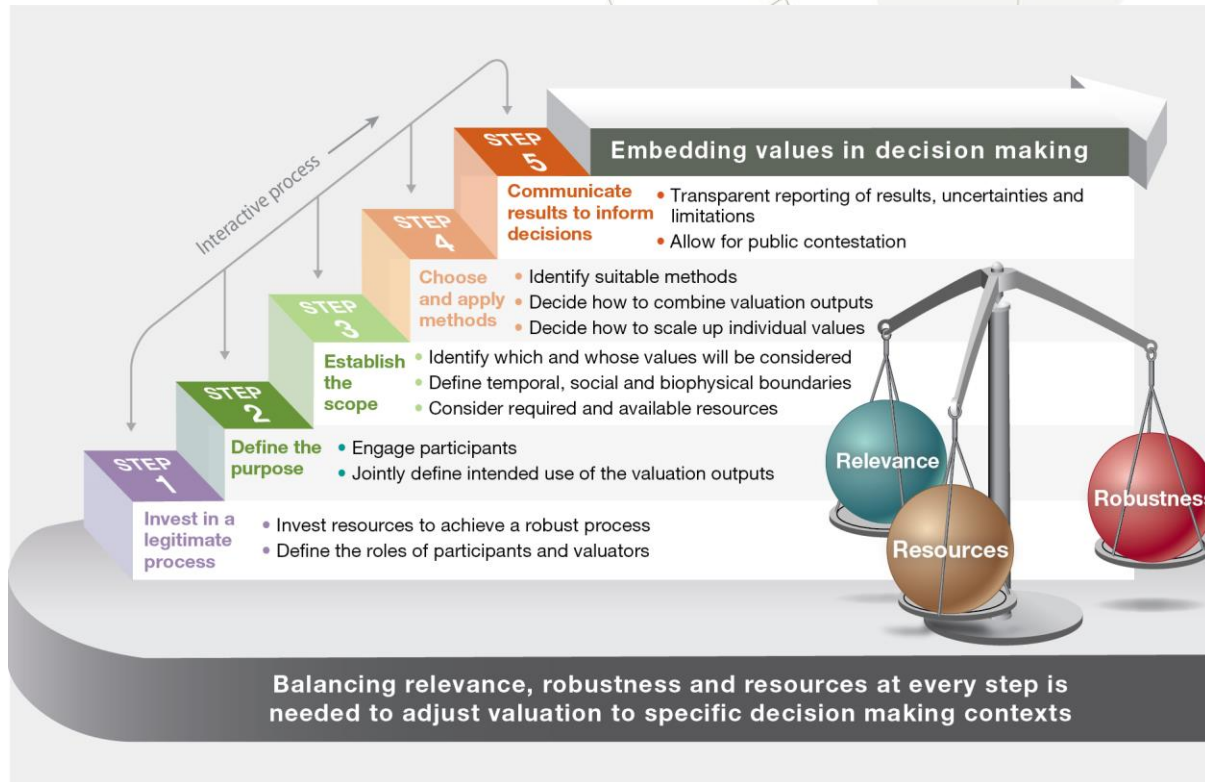 Interactive process
STEP
5
Embedding values in decision making
Communicate
results to inform
decisions
• Transparent reporting of results, uncertainties and
limitations
• Allow for public contestation
STEP
4
Choose
and apply
methods
• Identify suitable methods
• Decide how to combine valuation outputs
• Decide how to scale up individual values
STEP
3
Establish
the
scope
• Identify which and whose values will be considered
• Define temporal, social and biophysical boundaries
• Consider required and available resources
STEP
2
Define the
purpose
• Engage participants
• Jointly define intended use of the valuation outputs
STEP
1
Invest in a
legitimate
process
• Invest resources to achieve a robust process
• Define the roles of participants and valuators
Relevance
Resources
Robustness
Balancing relevance, robustness and resources at every step is
needed to adjust valuation to specific decision making contexts